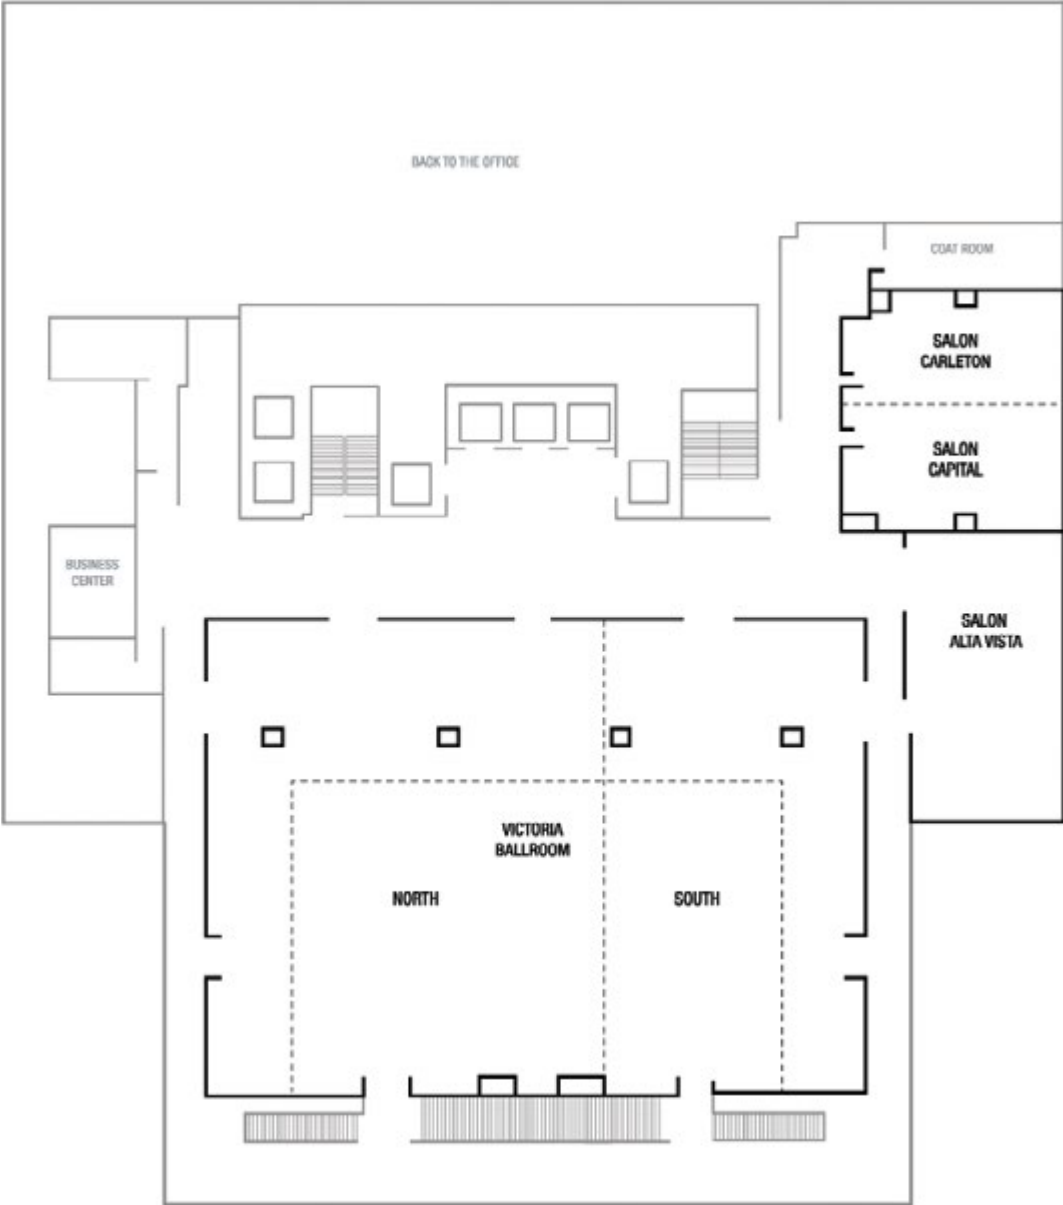 BACK TO THE OFFICE
COAT ROOM
SALON
CARLETON
SALON
CAPITAL
BUSINESS
CENTER
SALON
ALTA VISTA
VICTORIA
BALLROOM
NORTH
SOUTH